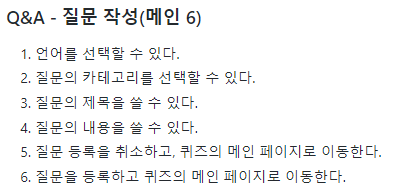 Q&A - 질문 작성(메인 6)
1. 언어를 선택할 수 있다.
2. 질문의 카테고리를 선택할 수 있다.
3. 질문의 제목을 쓸 수 있다.
4. 질문의 내용을 쓸 수 있다.
5. 질문 등록을 취소하고, 퀴즈의 메인 페이지로 이동한다.
6. 질문을 등록하고 퀴즈의 메인 페이지로 이동한다.